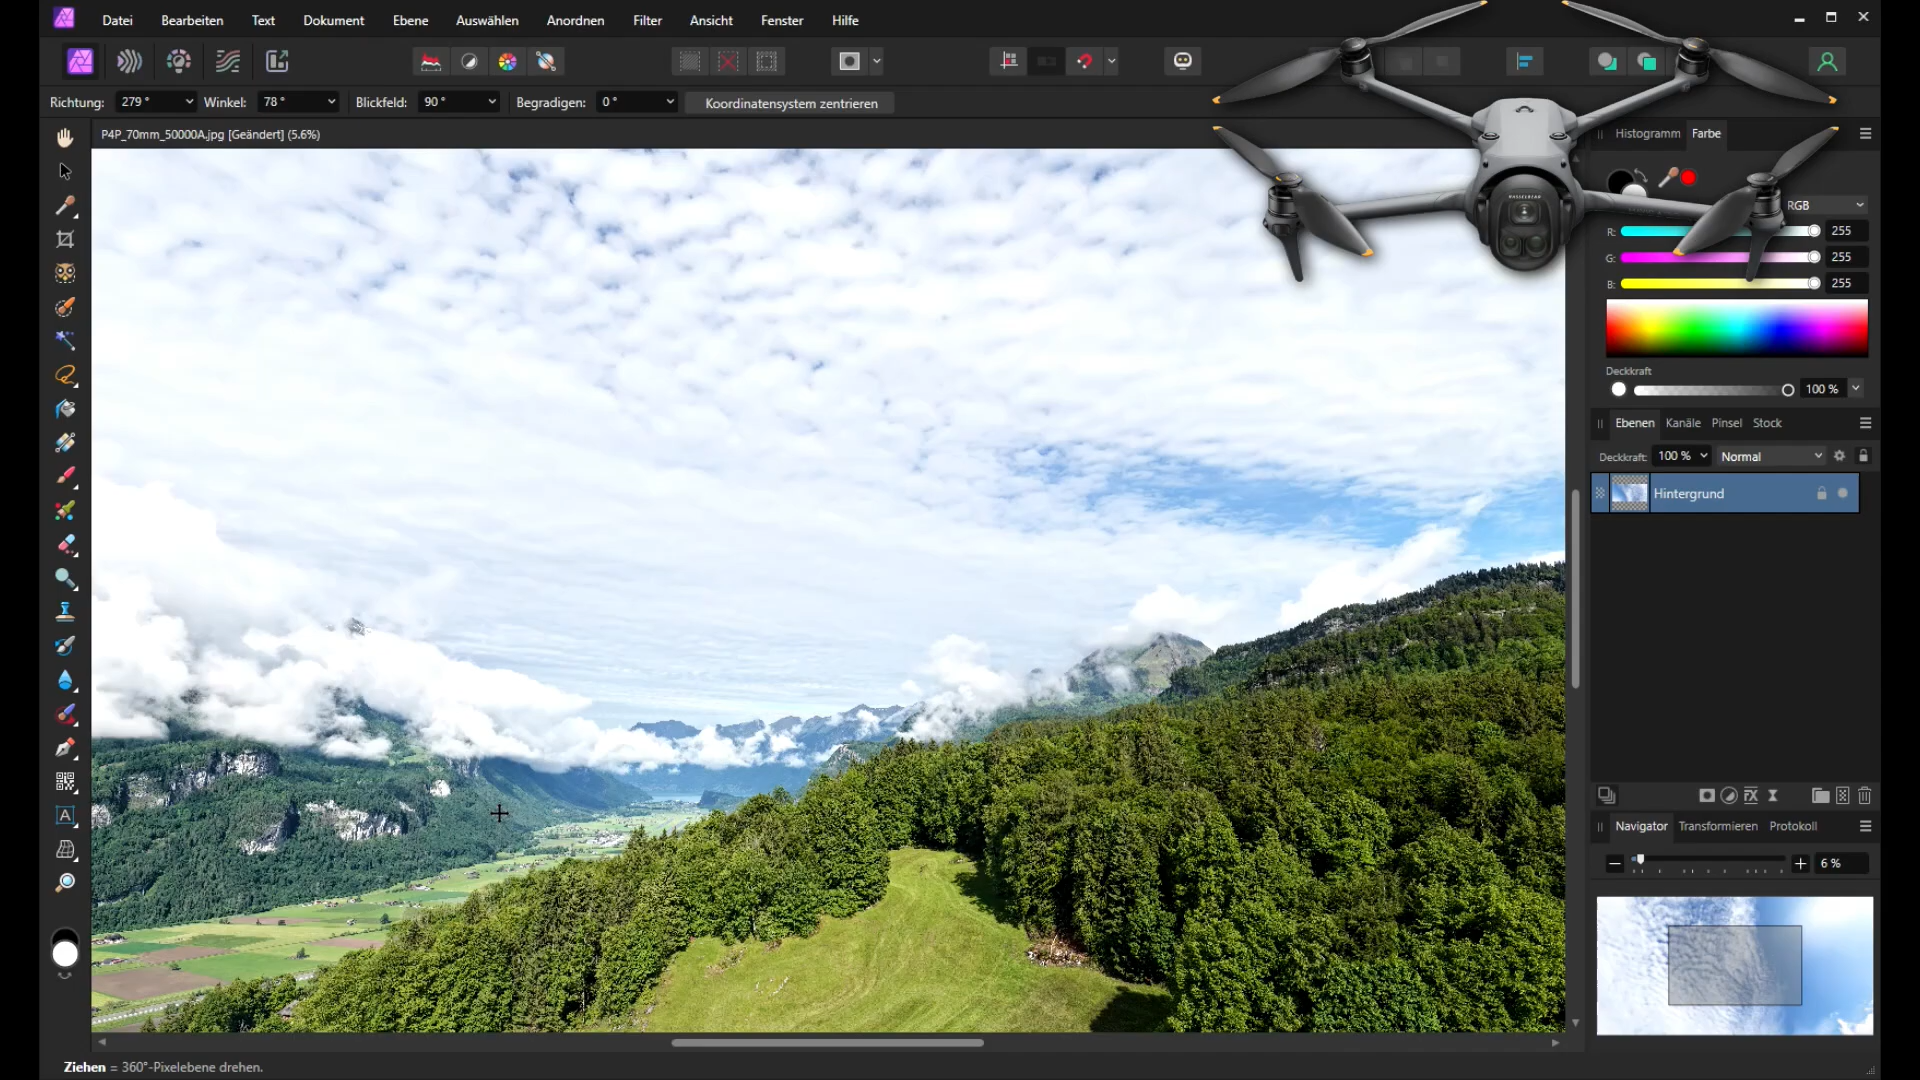 Datei Bearbeiten Text Dokument Ebene Auswählen Anordnen Filter Ansicht Fenster Hilfe
Richtung: 279 ° Winkel: 78 ° Blickfeld: 90 ° Begradigen: 0 ° Koordinatensystem zentrieren
P4P_70mm_50000A.jpg [Geändert] (5.6%)
Histogramm Farbe
HASSELBLAD
RGB
R: 255
G: 255
B: 255
Deckkraft
100 %
Ebenen Kanäle Pinsel Stock
Deckkraft: 100 % Normal
Hintergrund
Navigator Transformieren Protokoll
6 %
Ziehen = 360°-Pixelebene drehen.